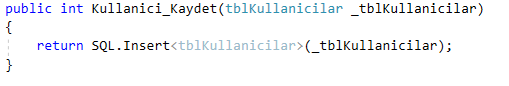 public int Kullanici_Kaydet(tblKullanicilar _tblKullanicilar)
{
return SQL.Insert<tblKullanicilar>(_tblKullanicilar);
}